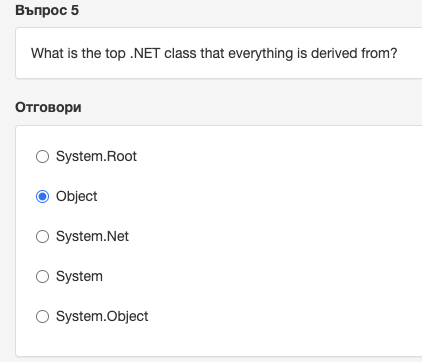 Въпрос 5
What is the top .NET class that everything is derived from?
Отговори
System.Root
Object
System.Net
System
System.Object